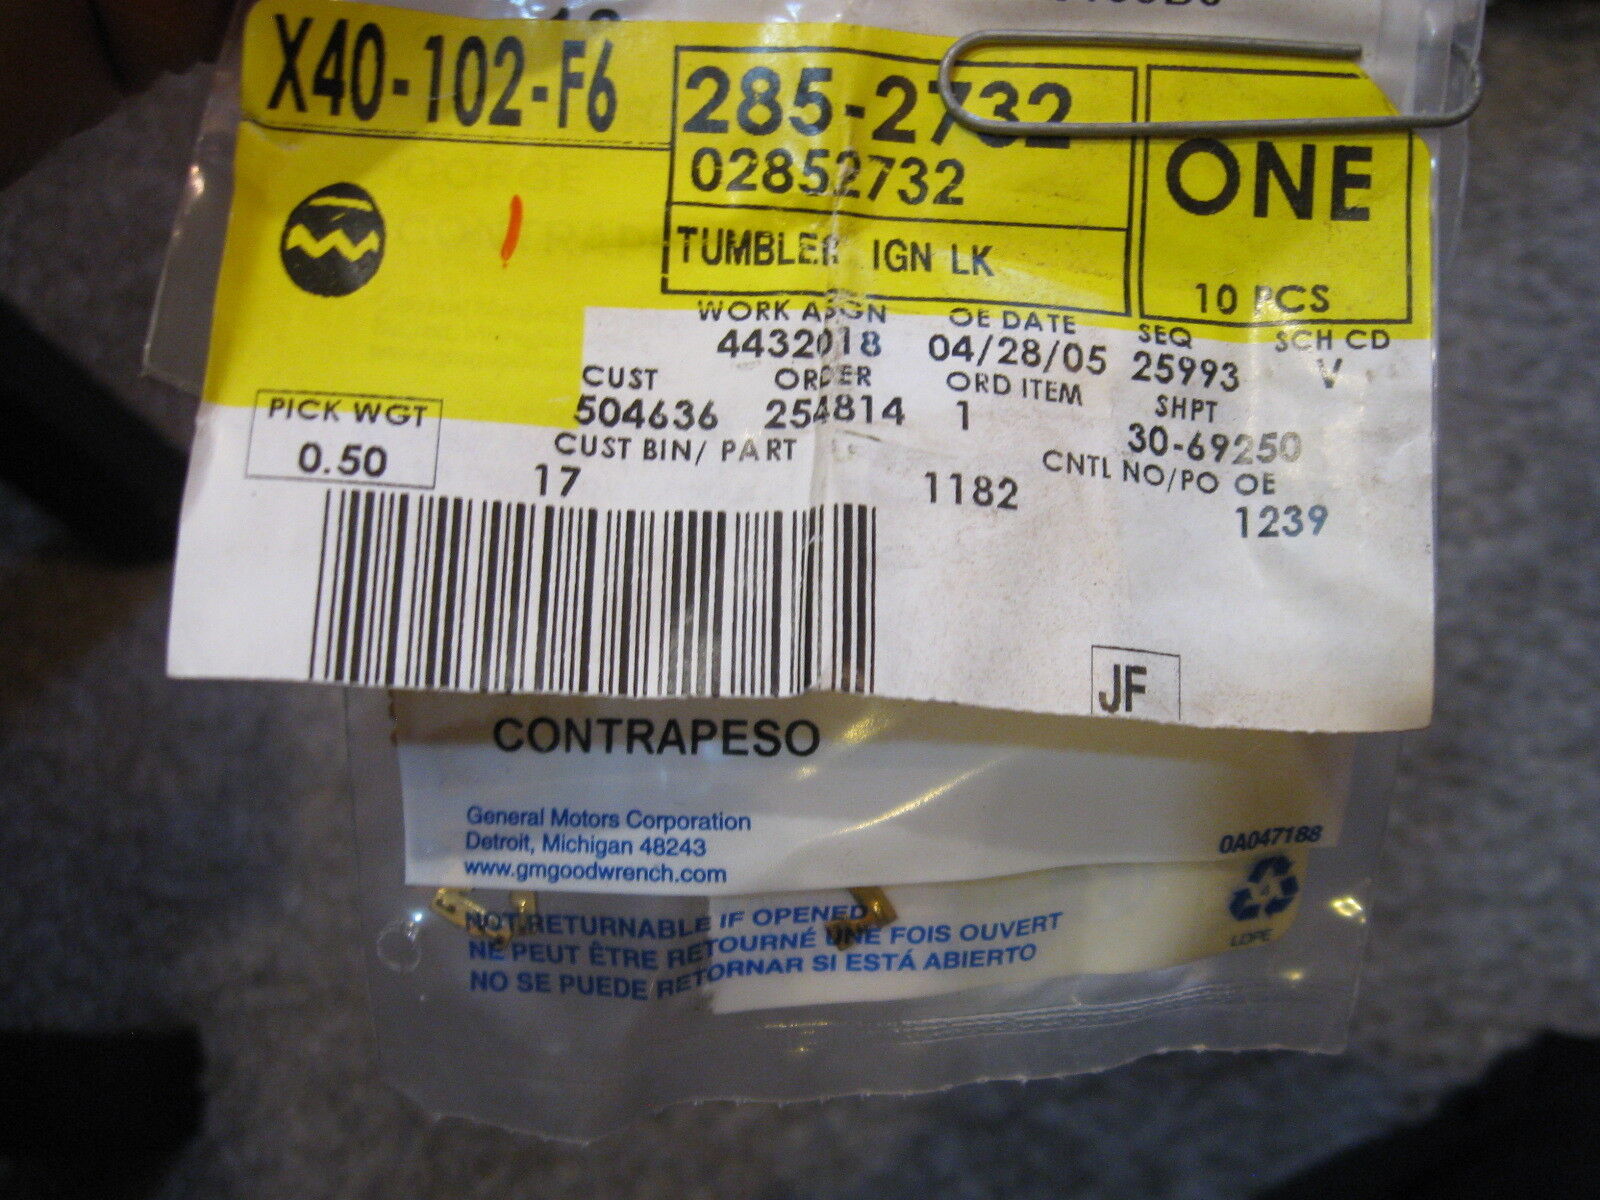 X40-102-F6
285-2732
02852732
TUMBLER IGN LK
ONE
10 PCS
WORK ASGN OE DATE SEQ SCH CD
4432018 04/28/05 25993 V
CUST ORDER ORD ITEM SHPT
504636 254814 1 30-69250
PICK WGT
0.50
CUST BIN/ PART CNTL NO/PO OE
17 1182 1239
JF
CONTRAPESO
General Motors Corporation
Detroit, Michigan 48243
www.gmgoodwrench.com
0A047188
4
LDPE
NOT RETURNABLE IF OPENED
NE PEUT ÊTRE RETOURNÉ UNE FOIS OUVERT
NO SE PUEDE RETORNAR SI ESTÁ ABIERTO